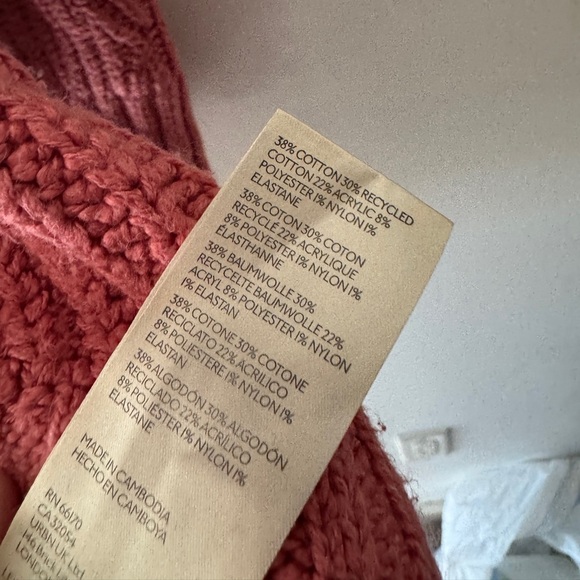 38% COTTON 30% RECYCLED
COTTON 22% ACRYLIC 8%
POLYESTER 1% NYLON 1%
ELASTANE
38% COTON 30% COTON
RECYCLÉ 22% ACRYLIQUE
8% POLYESTER 1% NYLON 1%
ÉLASTHANNE
38% BAUMWOLLE 30%
RECYCELTE BAUMWOLLE 22%
ACRYL 8% POLYESTER 1% NYLON
1% ELASTAN
38% COTONE 30% COTONE
RECICLATO 22% ACRILICO
8% POLIESTERE 1% NYLON 1%
ELASTAN
38% ALGODÓN 30% ALGODÓN
RECICLADO 22% ACRÍLICO
8% POLIÉSTER 1% NYLON 1%
ELASTANE
MADE IN CAMBODIA
HECHO EN CAMBOYA
RN 66170
CA 32054
URBN UK, Ltd
146 Brick
LONDON